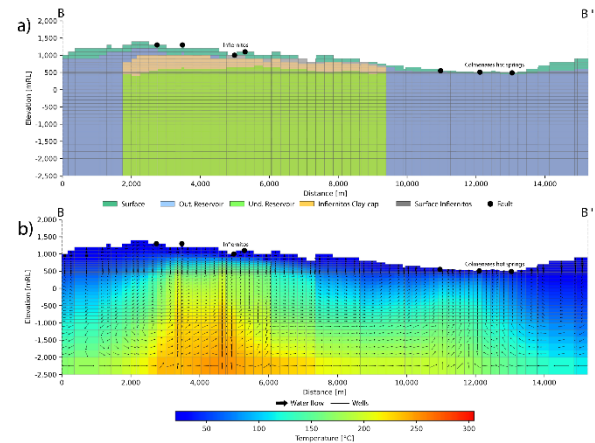 a)
B
B'
2,000
1,500
1,000
500
0
-500
-1,000
-1,500
-2,000
-2,500
Elevation [mRL]
Infiernitos
Colimenes hot springs
0 2,000 4,000 6,000 8,000 10,000 12,000 14,000
Distance [m]
Surface Out. Reservoir Und. Reservoir Infiernitos Clay-cap Surface Infiernitos Fault
b)
B
B'
2.000
1,500
1,000
500
0
-500
-1,000
-1,500
-2,000
-2.500
Elevation [mRL]
Infiernitos
0 2,000 4,000 6,000 8,000 10,000 12,000 14,000
Distance [m]
Water flow Wells
50 100 150 200 250 300
Temperature [°C]